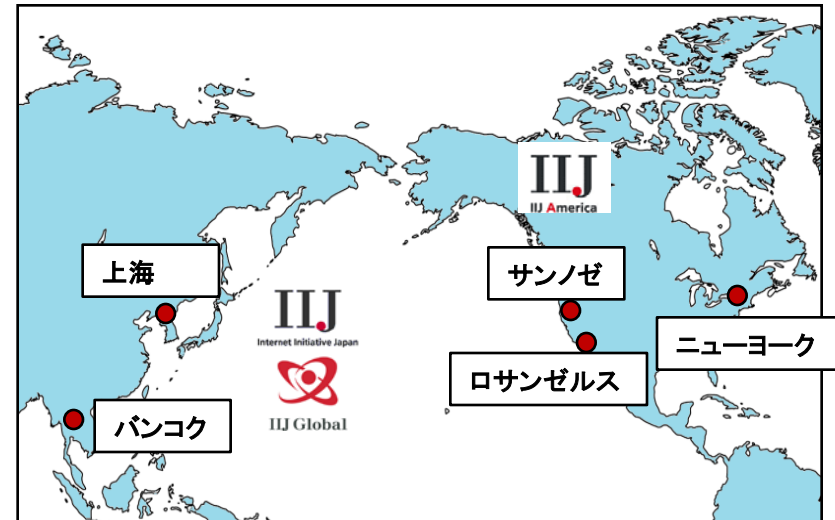 IIJ
IIJ America
上海
サンノゼ
IIJ
Internet Initiative Japan
ニューヨーク
ロサンゼルス
IIJ Global
バンコク